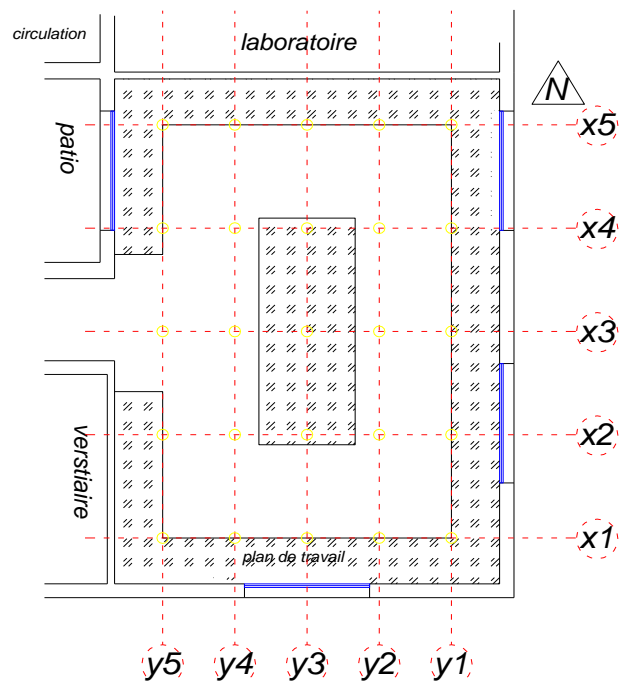 circulation
laboratoire
N
patio
x5
x4
x3
verstiaire
x2
x1
plan de travail
y5 y4 y3 y2 y1